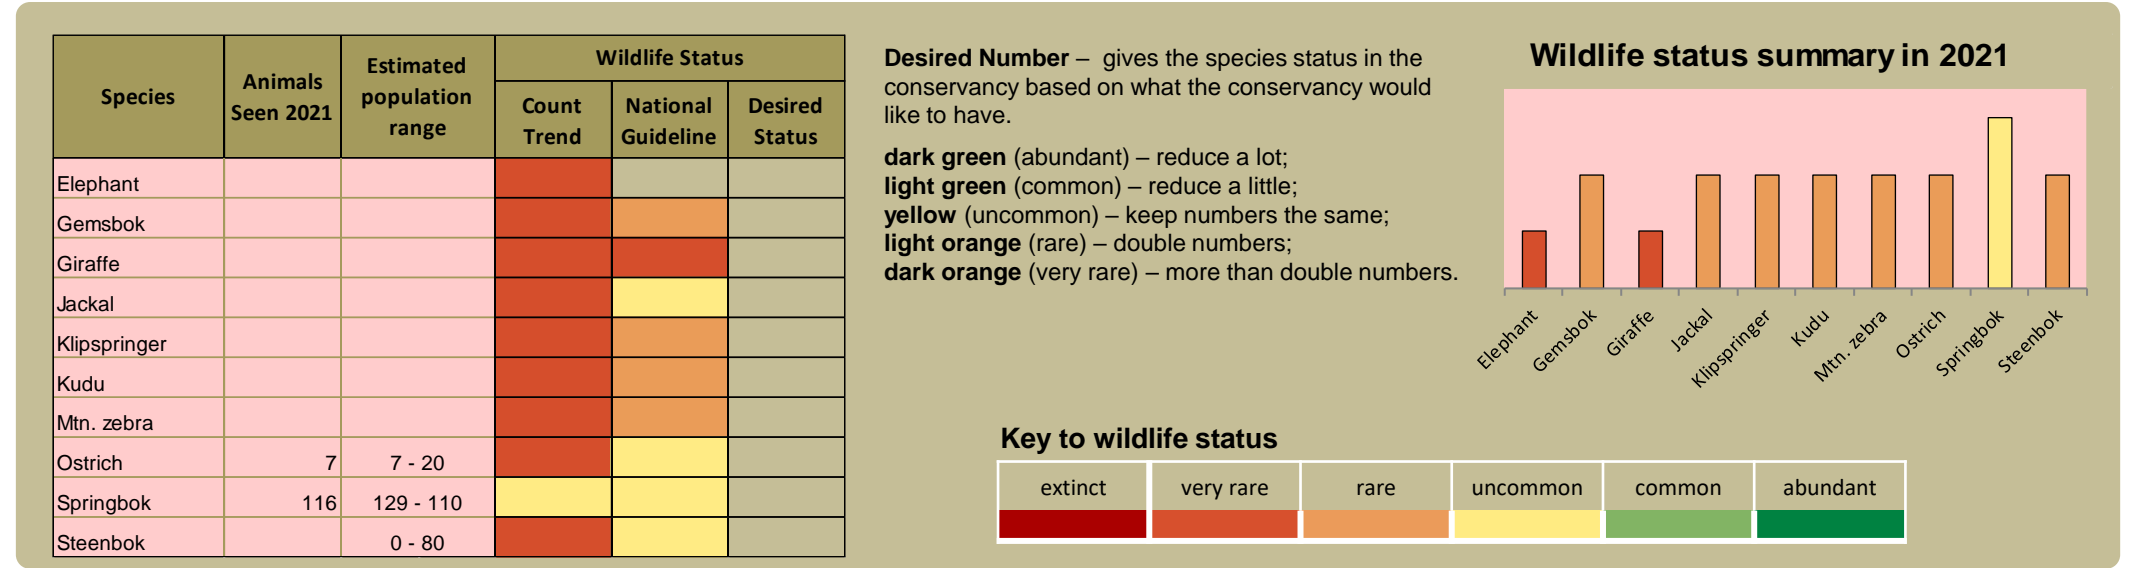 Species
Animals Seen 2021
Estimated population range
Wildlife Status
Count Trend
National Guideline
Desired Status
Elephant
Gemsbok
Giraffe
Jackal
Klipspringer
Kudu
Mtn. zebra
Ostrich 7 7 - 20
Springbok 116 129 - 110
Steenbok 0 - 80
Desired Number – gives the species status in the
conservancy based on what the conservancy would
like to have.
dark green (abundant) – reduce a lot;
light green (common) – reduce a little;
yellow (uncommon) – keep numbers the same;
light orange (rare) – double numbers;
dark orange (very rare) – more than double numbers.
Wildlife status summary in 2021
Elephant
Gemsbok
Giraffe
Jackal
Klipspringer
Kudu
Mtn. zebra
Ostrich
Springbok
Steenbok
Key to wildlife status
extinct very rare rare uncommon common abundant